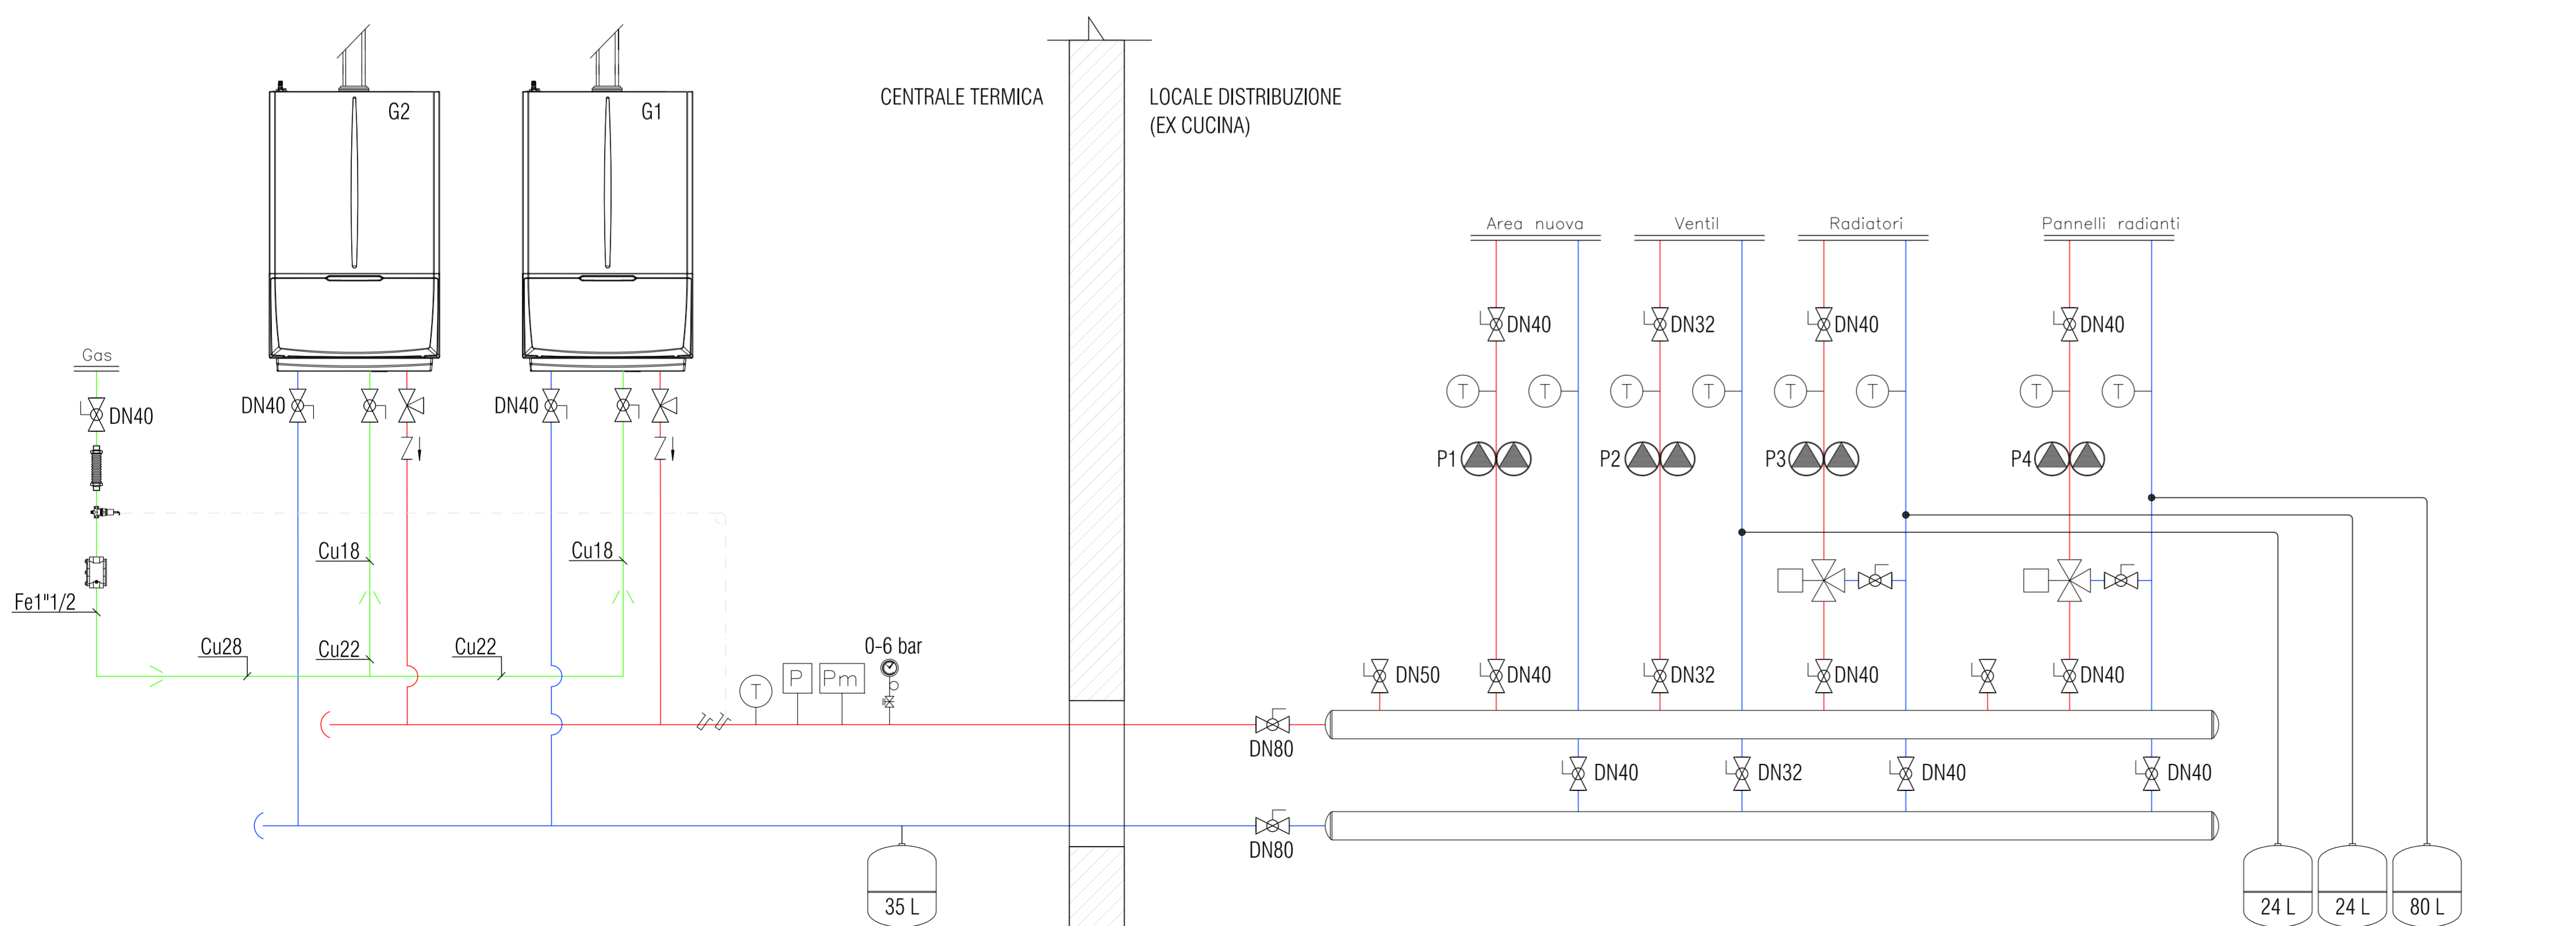 G2
G1
CENTRALE TERMICA
LOCALE DISTRIBUZIONE
(EX CUCINA)
Area nuova
Ventil
Radiatori
Pannelli radianti
DN40
DN32
DN40
DN40
Gas
DN40
DN40
DN40
T
T
T
T
T
T
T
T
P1
P2
P3
P4
Cu18
Cu18
Fe1"1/2
Cu28
Cu22
Cu22
0-6 bar
T
P
Pm
DN50
DN40
DN32
DN40
DN40
DN80
DN40
DN32
DN40
DN40
DN80
35 L
24 L
24 L
80 L